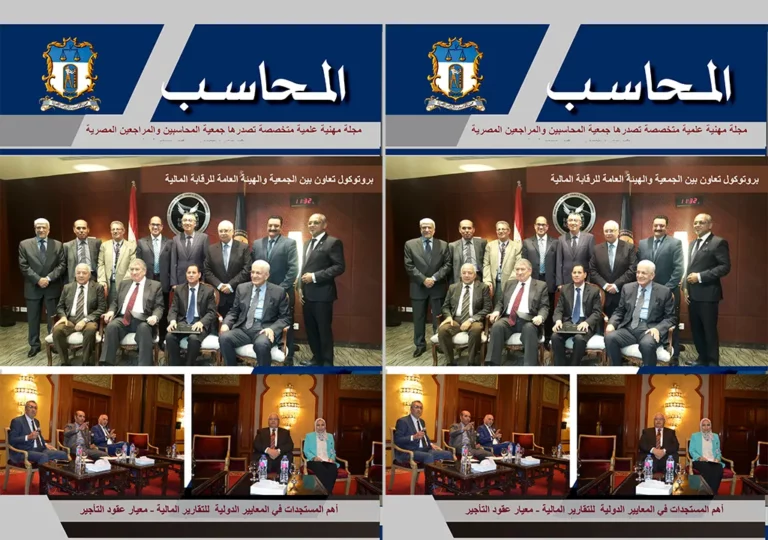 المحاسب
مجلة مهنية علمية متخصصة تصدرها جمعية المحاسبين والمراجعين المصرية
بروتوكول تعاون بين الجمعية والهيئة العامة للرقابة المالية
أهم المستجدات في المعايير الدولية للتقارير المالية - معيار عقود التأجير
المحاسب
مجلة مهنية علمية متخصصة تصدرها جمعية المحاسبين والمراجعين المصرية
بروتوكول تعاون بين الجمعية والهيئة العامة للرقابة المالية
أهم المستجدات في المعايير الدولية للتقارير المالية - معيار عقود التأجير